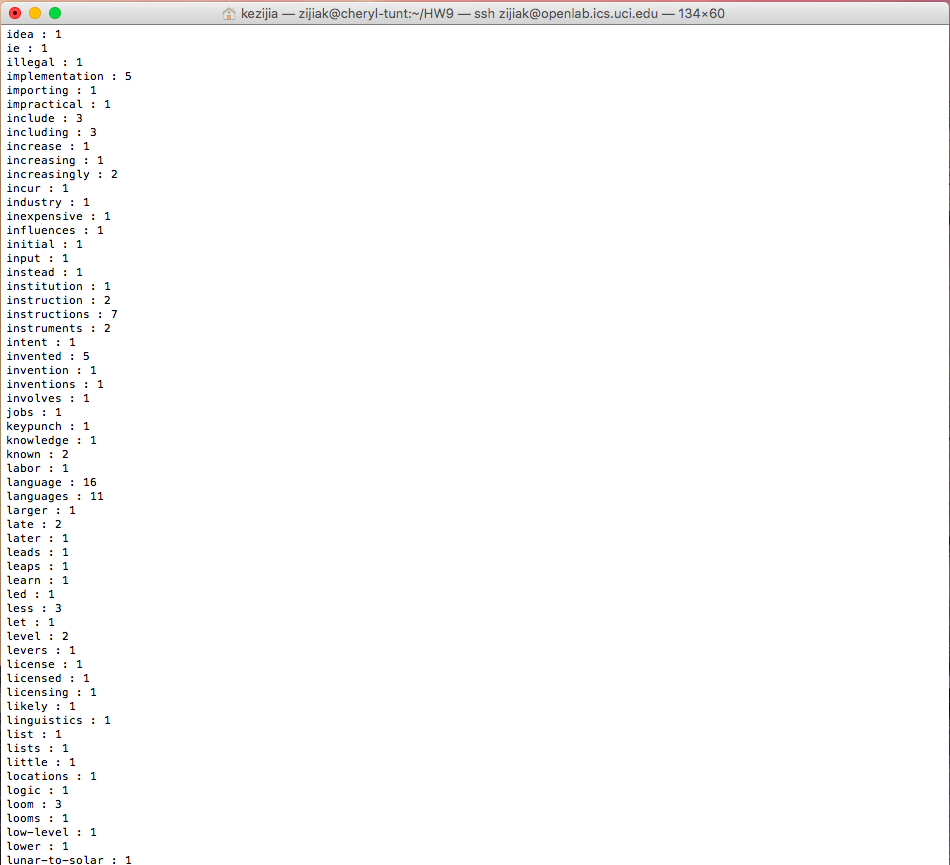 kezijia — zijiak@cheryl-tunt:~/HW9 — ssh zijiak@openlab.ics.uci.edu — 134×60
idea : 1
ie : 1
illegal : 1
implementation : 5
importing : 1
impractical : 1
include : 3
including : 3
increase : 1
increasing : 1
increasingly : 2
incur : 1
industry : 1
inexpensive : 1
influences : 1
initial : 1
input : 1
instead : 1
institution : 1
instruction : 2
instructions : 7
instruments : 2
intent : 1
invented : 5
invention : 1
inventions : 1
involves : 1
jobs : 1
keypunch : 1
knowledge : 1
known : 2
labor : 1
language : 16
languages : 11
larger : 1
late : 2
later : 1
leads : 1
leaps : 1
learn : 1
led : 1
less : 3
let : 1
level : 2
levers : 1
license : 1
licensed : 1
licensing : 1
likely : 1
linguistics : 1
list : 1
lists : 1
little : 1
locations : 1
logic : 1
loom : 3
looms : 1
low-level : 1
lower : 1
lunar-to-solar : 1